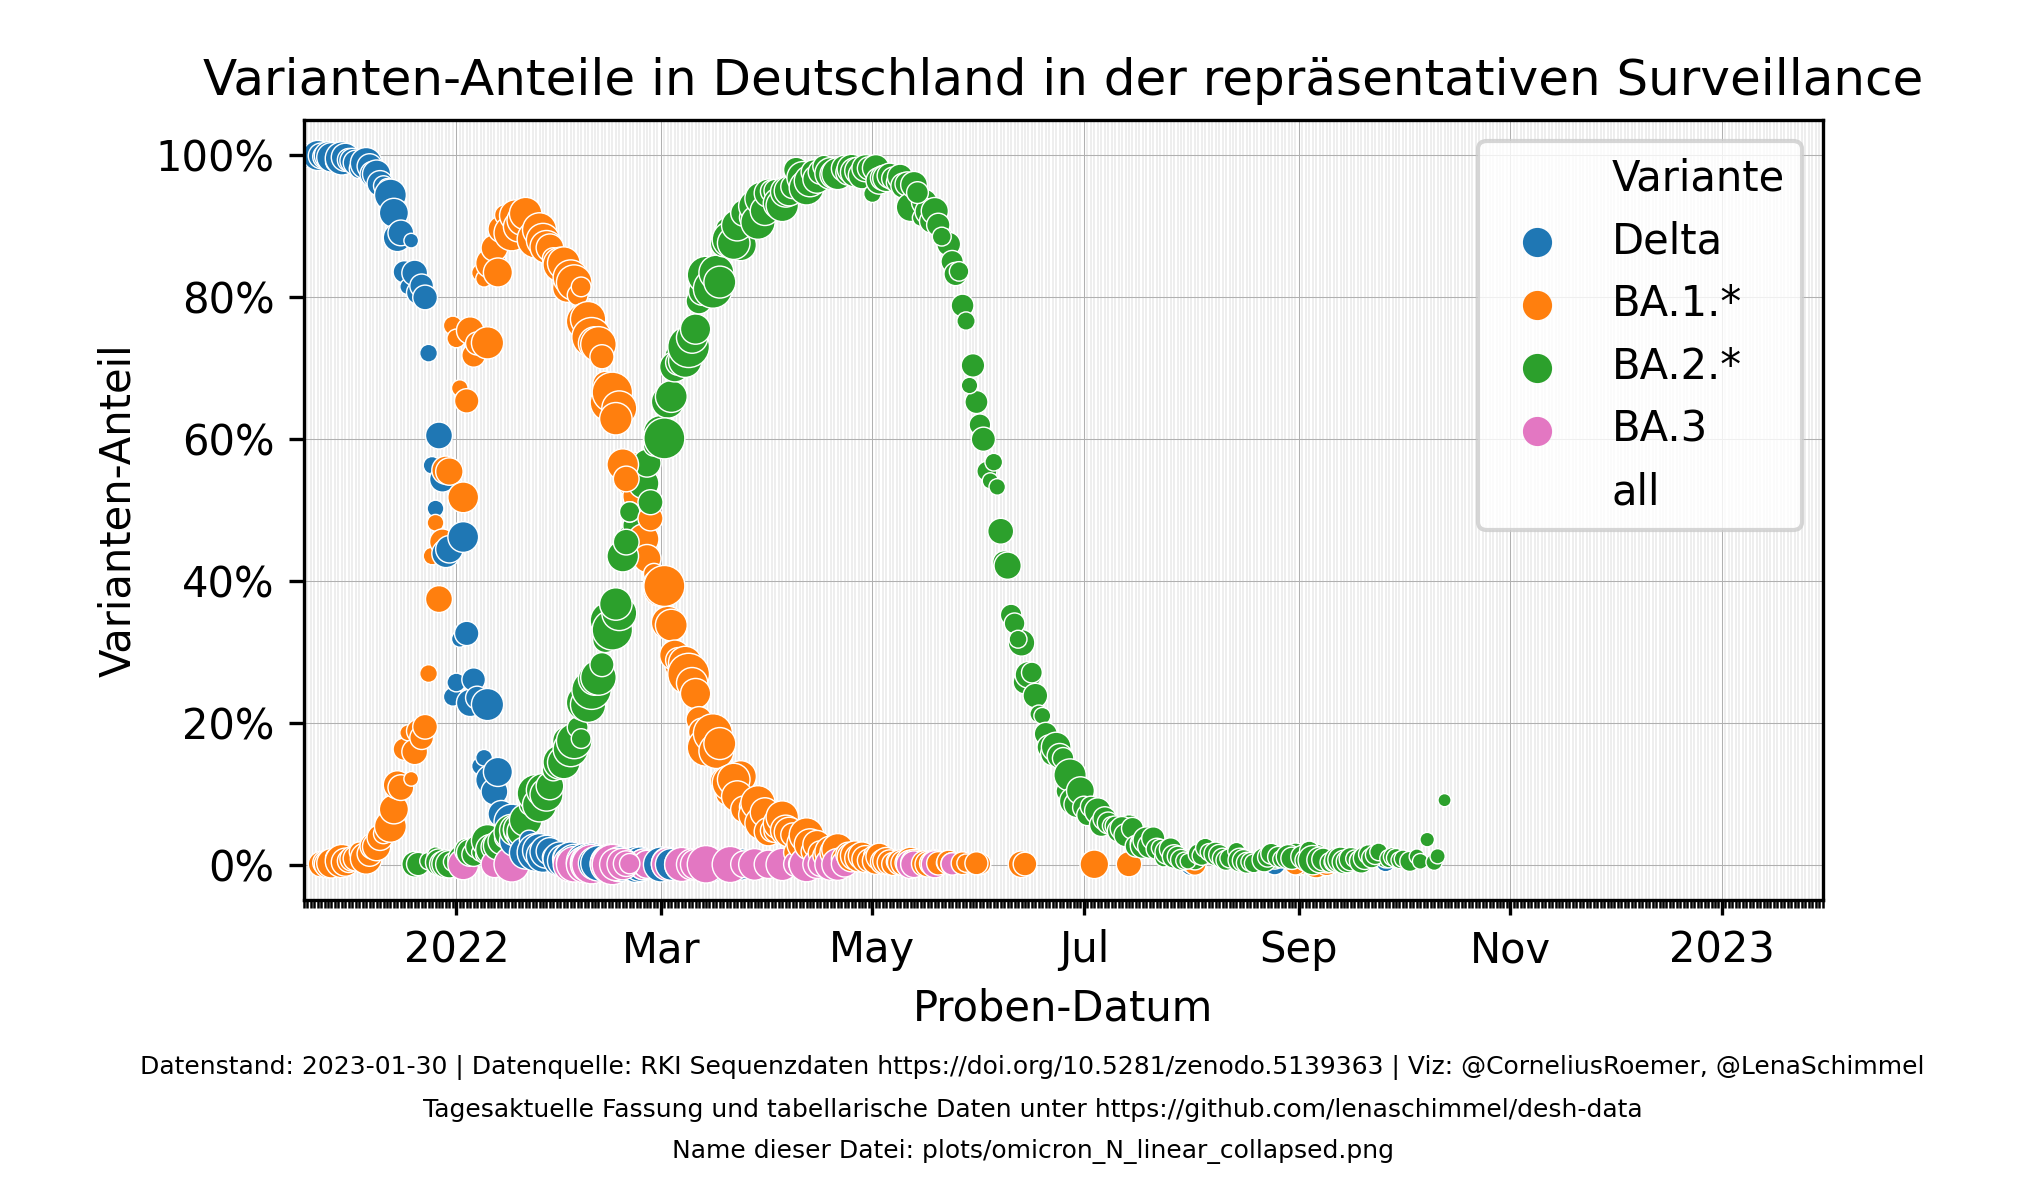 Varianten-Anteile in Deutschland in der repräsentativen Surveillance
Varianten-Anteil
100%
80%
60%
40%
20%
0%
Variante
Delta
BA.1.*
BA.2.*
BA.3
all
2022
Mar
May
Jul
Sep
Nov
2023
Proben-Datum
Datenstand: 2023-01-30 | Datenquelle: RKI Sequenzdaten https://doi.org/10.5281/zenodo.5139363 | Viz: @CorneliusRoemer, @LenaSchimmel
Tagesaktuelle Fassung und tabellarische Daten unter https://github.com/lenaschimmel/desh-data
Name dieser Datei: plots/omicron_N_linear_collapsed.png